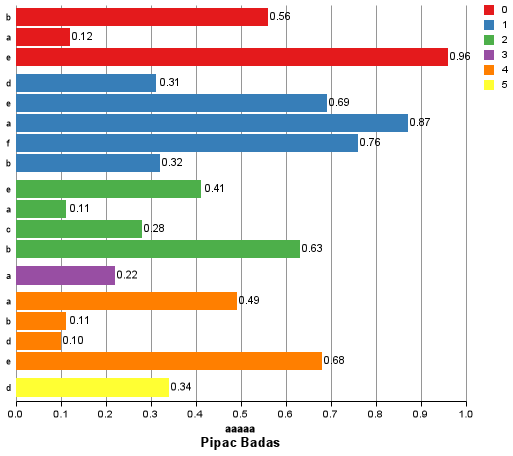 b 0.56
a 0.12
e 0.96
d 0.31
e 0.69
a 0.87
f 0.76
b 0.32
e 0.41
a 0.11
c 0.28
b 0.63
a 0.22
a 0.49
b 0.11
d 0.10
e 0.68
d 0.34
0.0 0.1 0.2 0.3 0.4 0.5 0.6 0.7 0.8 0.9 1.0
aaaaa
Pipac Badas
0
1
2
3
4
5